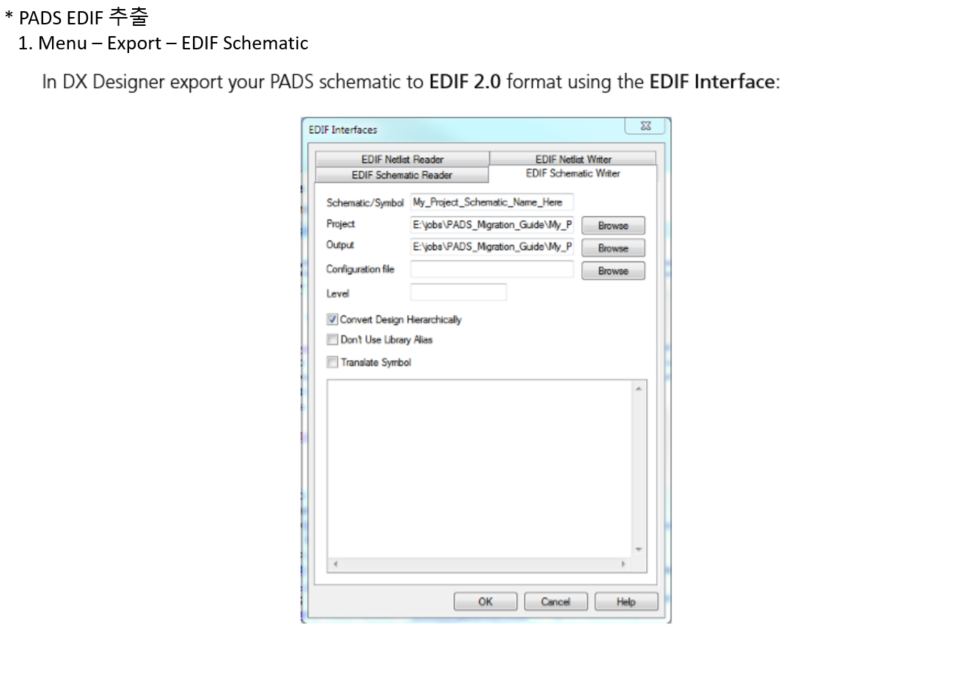 * PADS EDIF 추출
1. Menu – Export – EDIF Schematic
In DX Designer export your PADS schematic to EDIF 2.0 format using the EDIF Interface:
EDIF Interfaces
EDIF Netlist Reader EDIF Netlist Writer
EDIF Schematic Reader EDIF Schematic Writer
Schematic/Symbol My_Project_Schematic_Name_Here
Project E:\jobs\PADS_Migration_Guide\My_P Browse
Output E:\jobs\PADS_Migration_Guide\My_P Browse
Configuration file Browse
Level
Convert Design Hierarchically
Don't Use Library Alias
Translate Symbol
OK Cancel Help